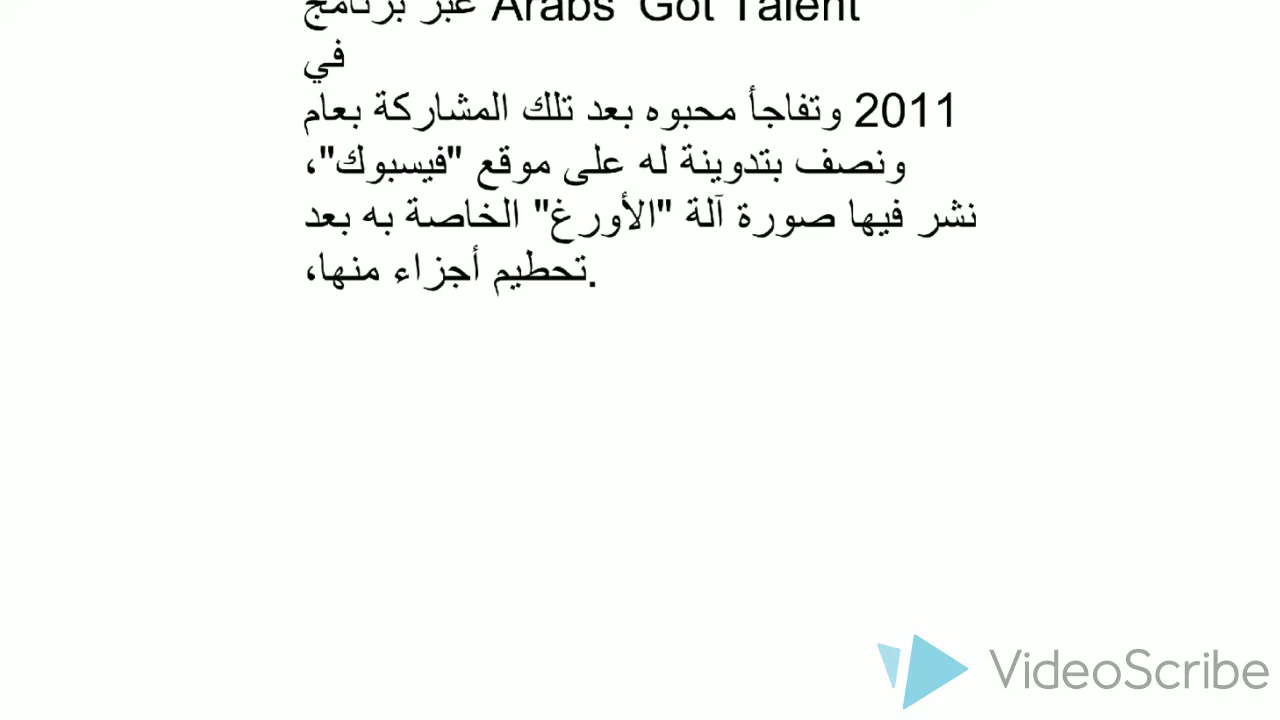 عبر برنامج Arabs' Got Talent
في
2011 وتفاجأ محبوه بعد تلك المشاركة بعام
ونصف بتدوينة له على موقع "فيسبوك"،
نشر فيها صورة آلة "الأورغ" الخاصة به بعد
تحطيم أجزاء منها،.
VideoScribe